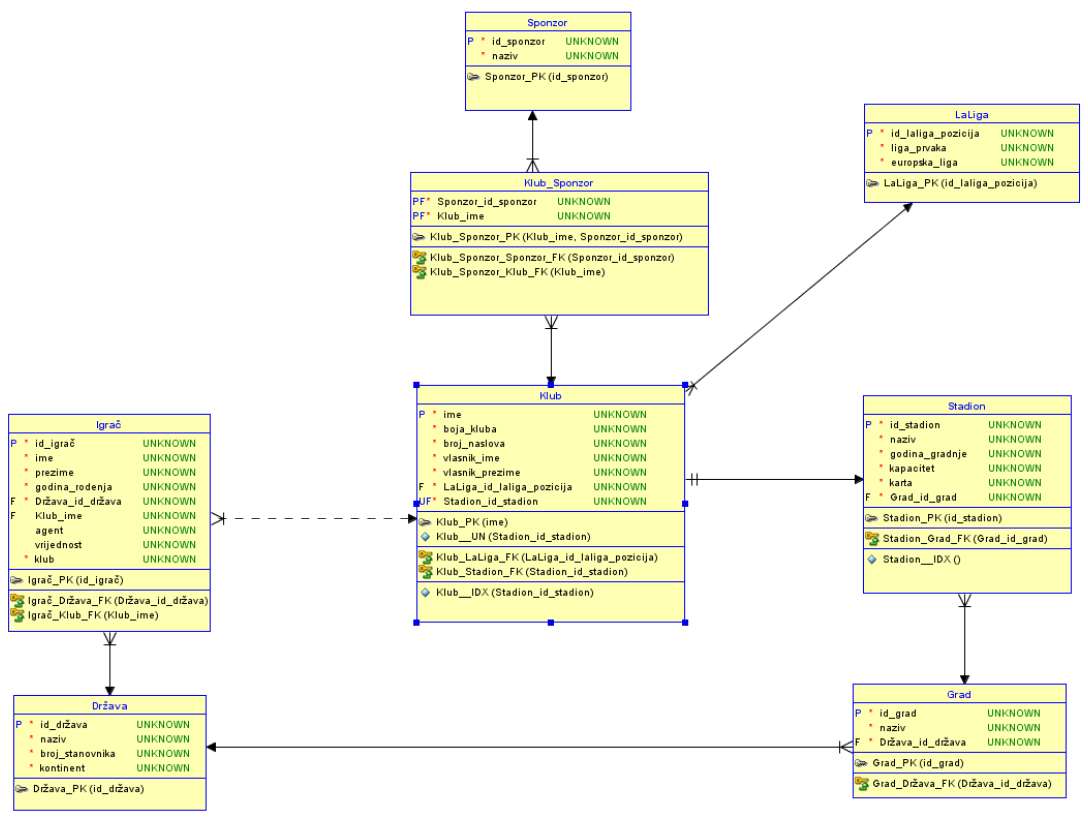 Sponzor
P * id_sponzor UNKNOWN
* naziv UNKNOWN
Sponzor_PK (id_sponzor)
LaLiga
P * id_laliga_pozicija UNKNOWN
* liga_prvaka UNKNOWN
* europska_liga UNKNOWN
LaLiga_PK (id_laliga_pozicija)
Klub_Sponzor
PF* Sponzor_id_sponzor UNKNOWN
PF* Klub_ime UNKNOWN
Klub_Sponzor_PK (Klub_ime, Sponzor_id_sponzor)
Klub_Sponzor_Sponzor_FK (Sponzor_id_sponzor)
Klub_Sponzor_Klub_FK (Klub_ime)
Klub
P * ime UNKNOWN
* boja_kluba UNKNOWN
* broj_naslova UNKNOWN
* vlasnik_ime UNKNOWN
* vlasnik_prezime UNKNOWN
F * LaLiga_id_laliga_pozicija UNKNOWN
UF* Stadion_id_stadion UNKNOWN
Klub_PK (ime)
Klub__UN (Stadion_id_stadion)
Klub_LaLiga_FK (LaLiga_id_laliga_pozicija)
Klub_Stadion_FK (Stadion_id_stadion)
Klub__IDX (Stadion_id_stadion)
Stadion
P * id_stadion UNKNOWN
* naziv UNKNOWN
* godina_gradnje UNKNOWN
* kapacitet UNKNOWN
* karta UNKNOWN
F * Grad_id_grad UNKNOWN
Stadion_PK (id_stadion)
Stadion_Grad_FK (Grad_id_grad)
Stadion__IDX ()
Igrač
P * id_igrač UNKNOWN
* ime UNKNOWN
* prezime UNKNOWN
* godina_rođenja UNKNOWN
F * Država_id_država UNKNOWN
F Klub_ime UNKNOWN
agent UNKNOWN
vrijednost UNKNOWN
* klub UNKNOWN
Igrač_PK (id_igrač)
Igrač_Država_FK (Država_id_država)
Igrač_Klub_FK (Klub_ime)
Država
P * id_država UNKNOWN
* naziv UNKNOWN
* broj_stanovnika UNKNOWN
* kontinent UNKNOWN
Država_PK (id_država)
Grad
P * id_grad UNKNOWN
* naziv UNKNOWN
F * Država_id_država UNKNOWN
Grad_PK (id_grad)
Grad_Država_FK (Država_id_država)